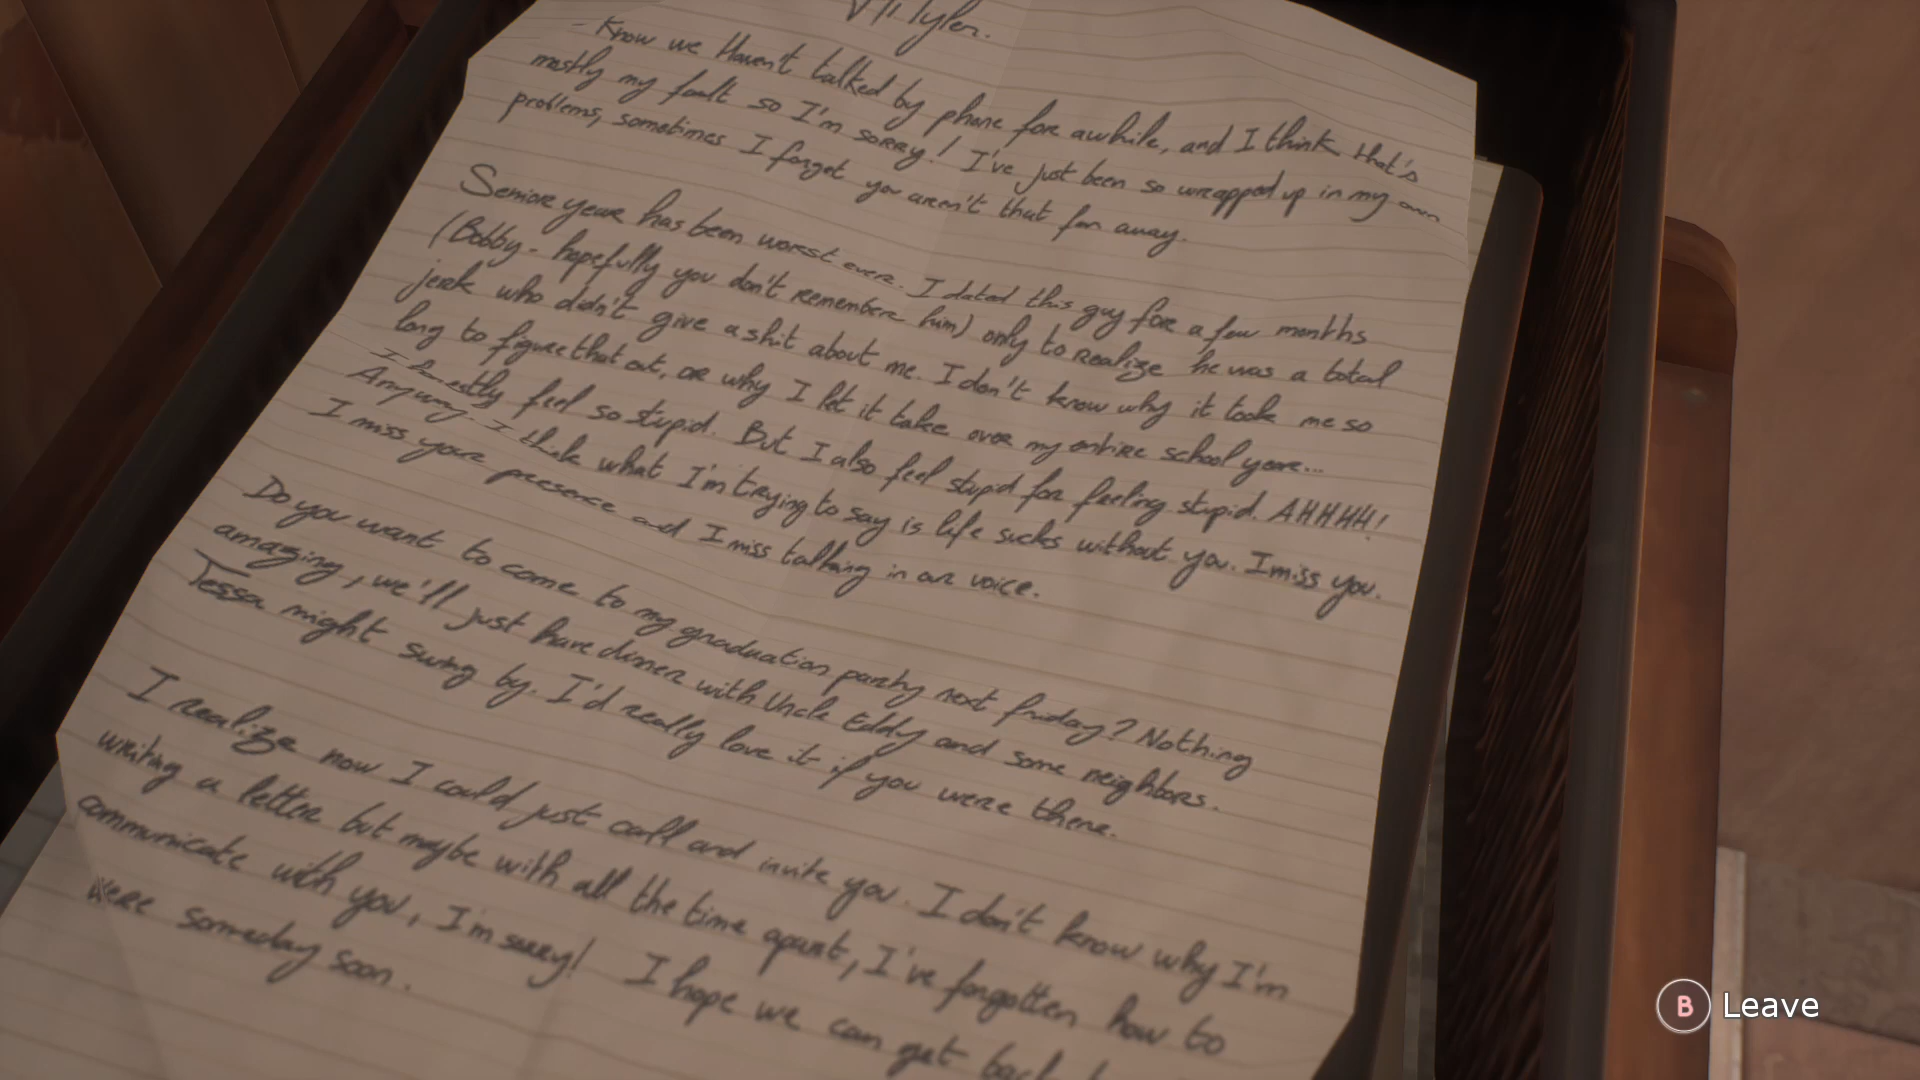 Tyler.
- Know we Haven't talked by phone for awhile, and I think that's
mostly my fault so I'm sorry! I've just been so wrapped up in my own
problems, sometimes I forget you aren't that far away.
Senior year has been worsst ever. I dated this guy for a few months
(Bobby - hopefully you don't remember him) only to realize he was a total
jerk who didn't give a shit about me. I don't know why it took me so
long to figure that out, or why I let it take over my entire school year...
I honestly feel so stupid. But I also feel stupid for feeling stupid. AHHHH!
Anyway I think what I'm trying to say is life sucks without you. I miss you.
I miss your presence and I miss talking in our voice.
Do you want to come to my graduation party next friday? Nothing
amazing, we'll just have dinner with Uncle Eddy and some neighbors.
Tessa might swing by. I'd really love it if you were there.
I realize now I could just call and invite you. I don't know why I'm
writing a letter but maybe with all the time apart, I've forgotten how to
communicate with you, I'm sorry! I hope we can get back
were someday soon.
B Leave